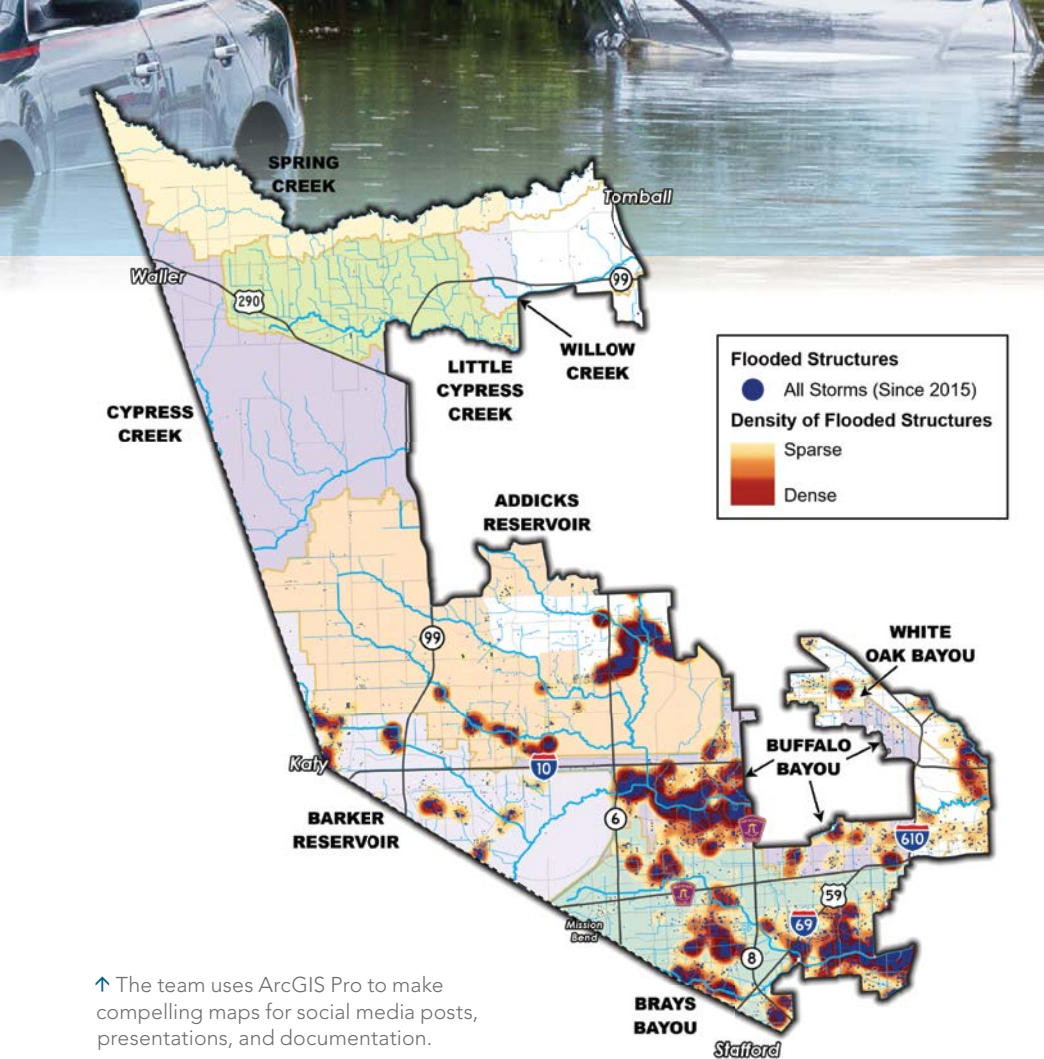 SPRING
CREEK
Tomball
Waller
290
99
WILLOW
CREEK
LITTLE
CYPRESS
CREEK
CYPRESS
CREEK
Flooded Structures
All Storms (Since 2015)
Density of Flooded Structures
Sparse
Dense
ADDICKS
RESERVOIR
99
WHITE
OAK BAYOU
BUFFALO
BAYOU
Katy
10
BARKER
RESERVOIR
6
610
59
Mission
Bend
69
8
BRAYS
BAYOU
Stafford
↑ The team uses ArcGIS Pro to make
compelling maps for social media posts,
presentations, and documentation.